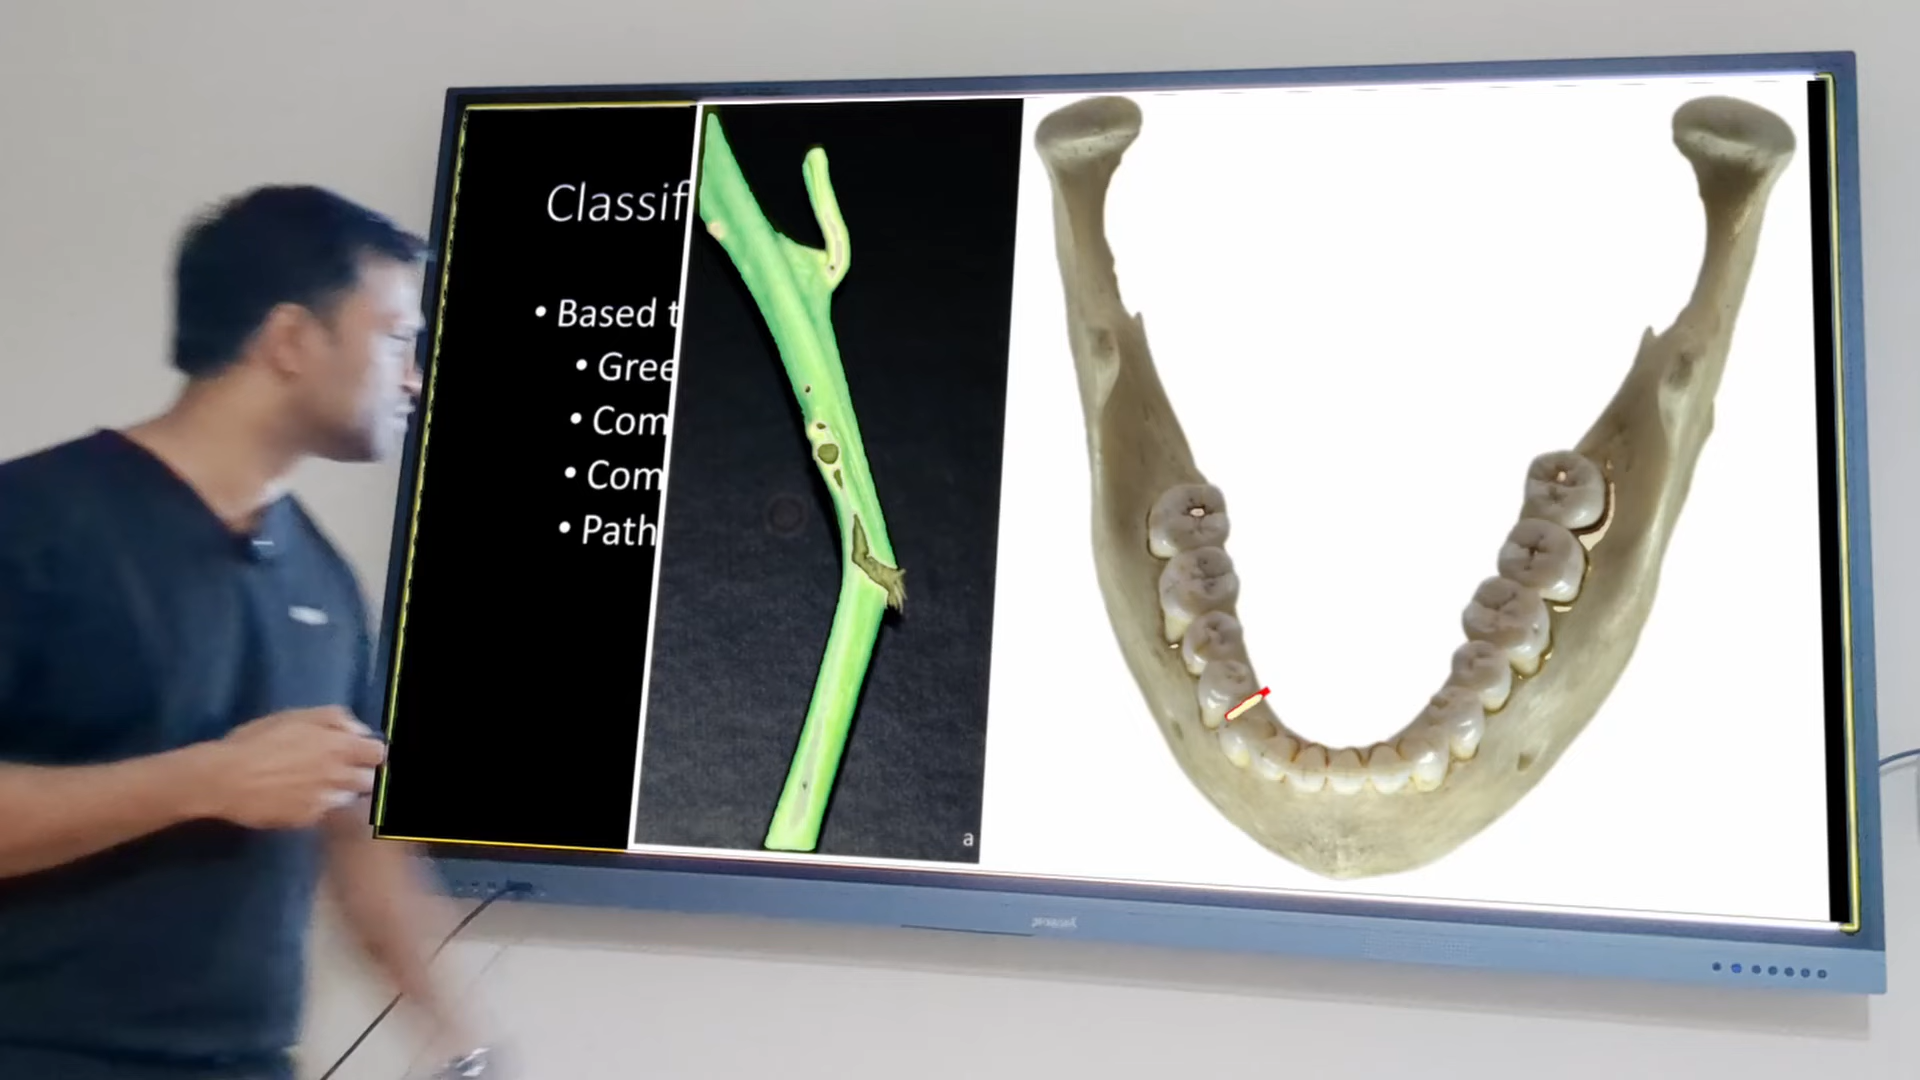 Classif
• Based t
• Gree
• Com
• Com
• Path
a